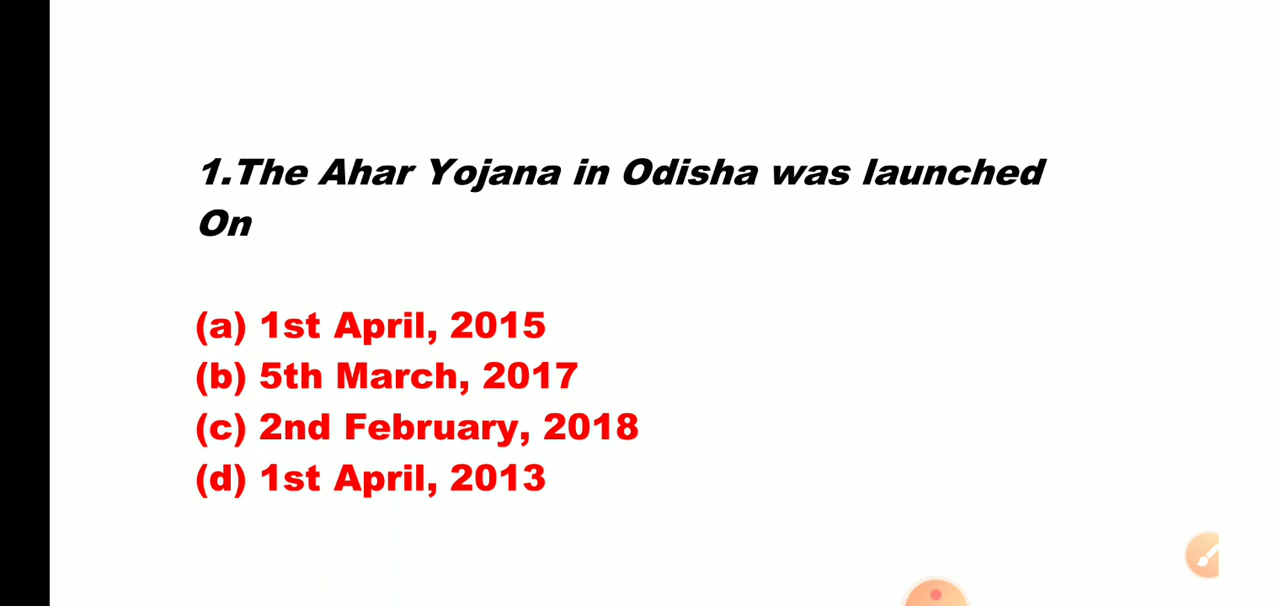 1.The Ahar Yojana in Odisha was launched
On
(a) 1st April, 2015
(b) 5th March, 2017
(c) 2nd February, 2018
(d) 1st April, 2013